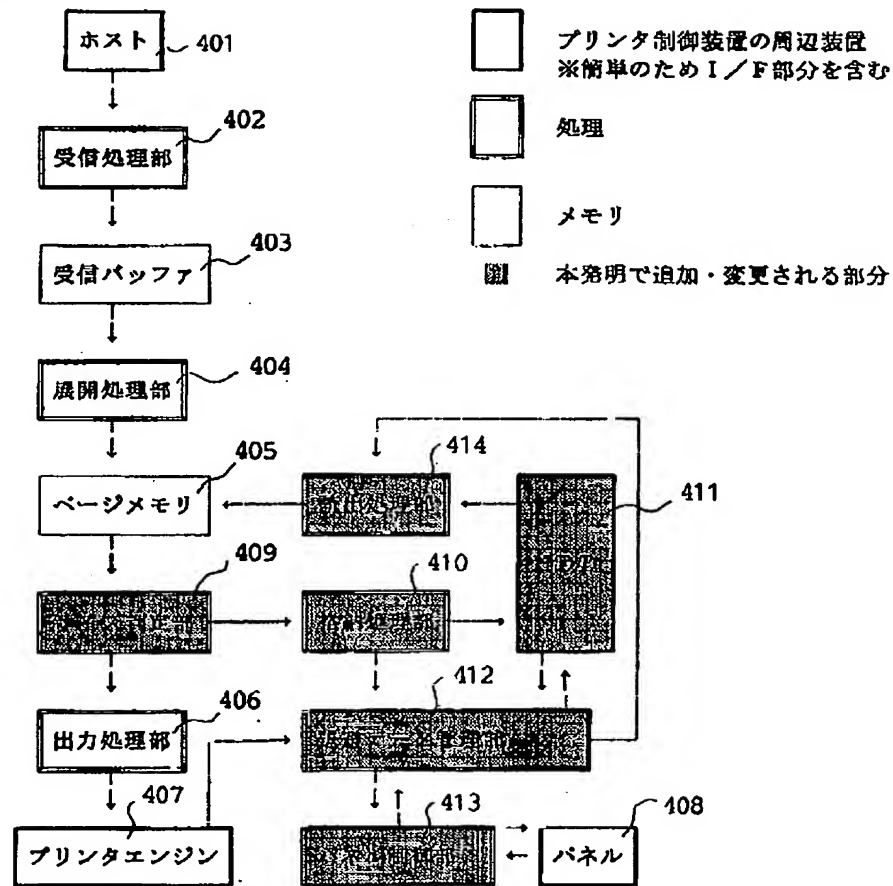 ホスト
401
プリンタ制御装置の周辺装置
※簡単のためI/F部分を含む
402
受信処理部
処理
403
受信バッファ
メモリ
本発明で追加・変更される部分
404
展開処理部
405
ページメモリ
414
411
409
410
処理部
406
出力処理部
412
407
プリンタエンジン
413
408
パネル